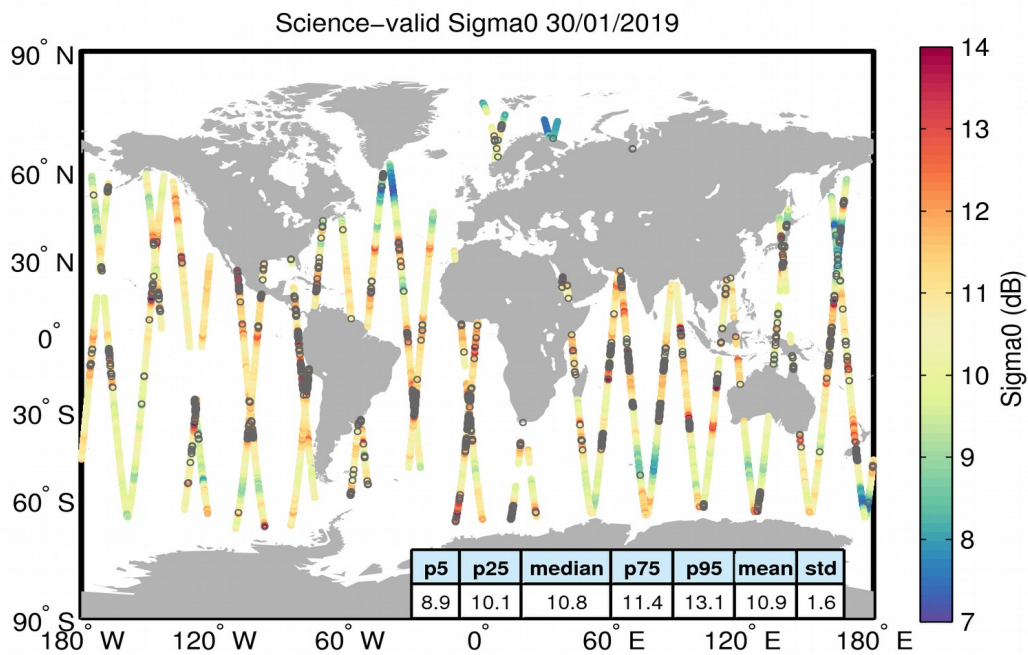 Science−valid Sigma0 30/01/2019
90° N
60° N
30° N
0°
30° S
60° S
90° S
180° W 120° W 60° W 0° 60° E 120° E 180° E
p5 p25 median p75 p95 mean std
8.9 10.1 10.8 11.4 13.1 10.9 1.6
14
13
12
11
10
9
8
7
Sigma0 (dB)